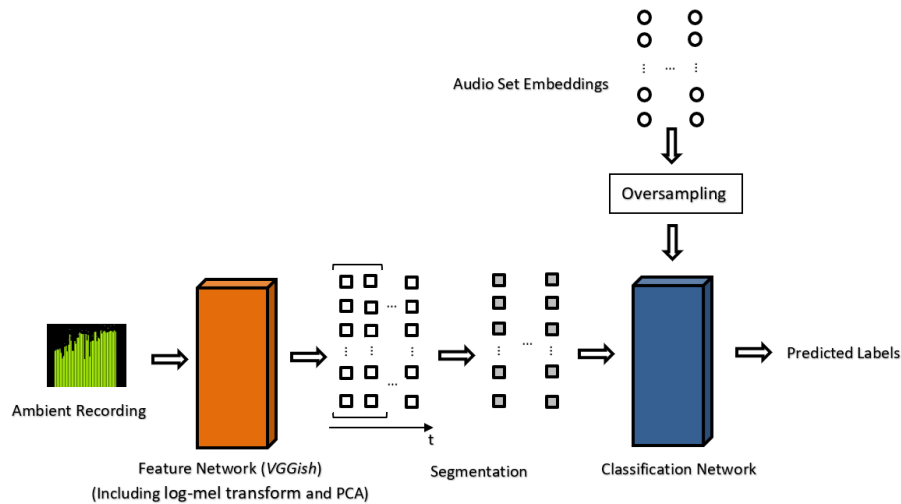 Audio Set Embeddings
Oversampling
Ambient Recording
Predicted Labels
t
Feature Network (VGGish)
(Including log-mel transform and PCA)
Segmentation
Classification Network